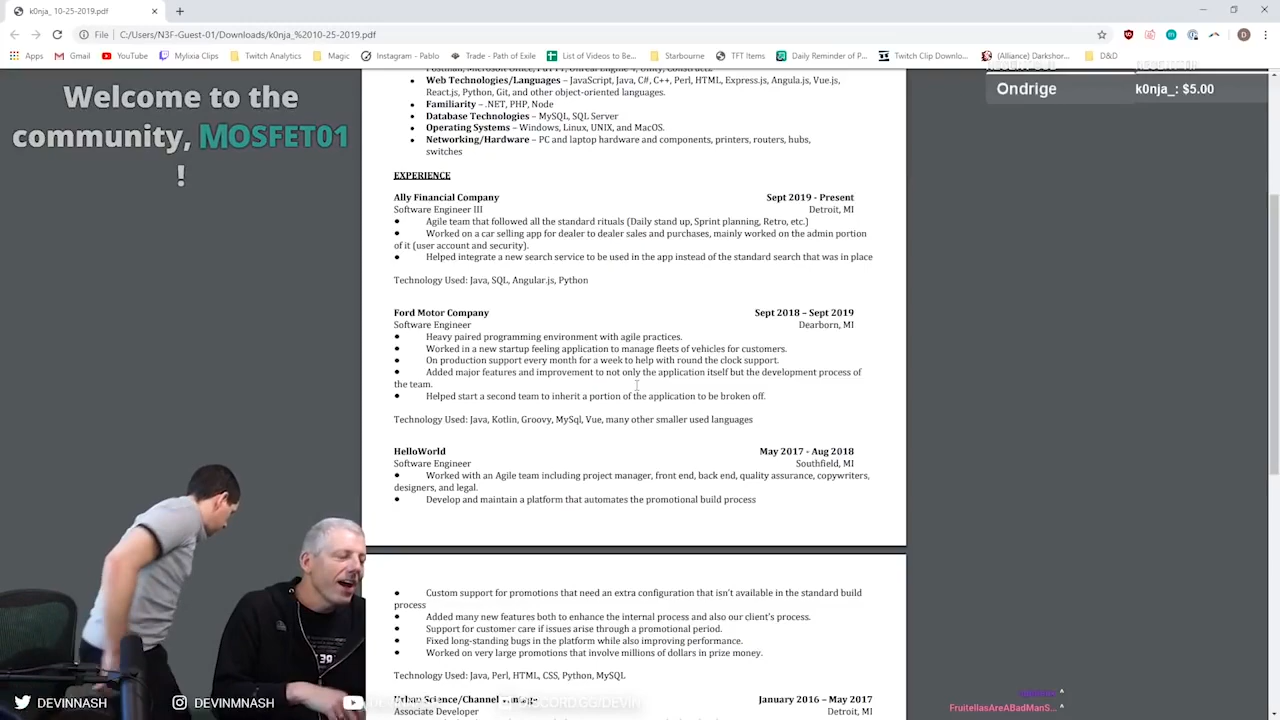 k0nja_ 10-25-2019.pdf
File | C:/Users/N3F-Guest-01/Downloads/k0nja_%2010-25-2019.pdf
Apps Gmail YouTube Mylixia Clips Twitch Analytics Magic Instagram - Pablo Trade - Path of Exile List of Videos to Be... Starbourne TFT Items Daily Reminder of P... Twitch Clip Downlo... (Alliance) Darkshor... D&D
Welcome to the
community, MOSFET01
!
Ondrige
k0nja_: $5.00
● Web Technologies/Languages – JavaScript, Java, C#, C++, Perl, HTML, Express.js, Angula.js, Vue.js,
React.js, Python, Git, and other object-oriented languages.
● Familiarity – .NET, PHP, Node
● Database Technologies – MySQL, SQL Server
● Operating Systems – Windows, Linux, UNIX, and MacOS.
● Networking/Hardware – PC and laptop hardware and components, printers, routers, hubs,
switches
EXPERIENCE
Ally Financial Company Sept 2019 - Present
Software Engineer III Detroit, MI
● Agile team that followed all the standard rituals (Daily stand up, Sprint planning, Retro, etc.)
● Worked on a car selling app for dealer to dealer sales and purchases, mainly worked on the admin portion
of it (user account and security).
● Helped integrate a new search service to be used in the app instead of the standard search that was in place
Technology Used: Java, SQL, Angular.js, Python
Ford Motor Company Sept 2018 – Sept 2019
Software Engineer Dearborn, MI
● Heavy paired programming environment with agile practices.
● Worked in a new startup feeling application to manage fleets of vehicles for customers.
● On production support every month for a week to help with round the clock support.
● Added major features and improvement to not only the application itself but the development process of
the team.
● Helped start a second team to inherit a portion of the application to be broken off.
Technology Used: Java, Kotlin, Groovy, MySql, Vue, many other smaller used languages
HelloWorld May 2017 - Aug 2018
Software Engineer Southfield, MI
● Worked with an Agile team including project manager, front end, back end, quality assurance, copywriters,
designers, and legal.
● Develop and maintain a platform that automates the promotional build process
● Custom support for promotions that need an extra configuration that isn't available in the standard build
process
● Added many new features both to enhance the internal process and also our client's process.
● Support for customer care if issues arise through a promotional period.
● Fixed long-standing bugs in the platform while also improving performance.
● Worked on very large promotions that involve millions of dollars in prize money.
Technology Used: Java, Perl, HTML, CSS, Python, MySQL
Urban Science/Channel January 2016 – May 2017
Associate Developer Detroit, MI
DEVINNASH DEVINMNASH DISCORD.GG/DEVIN
FruitellasAreABadManS...